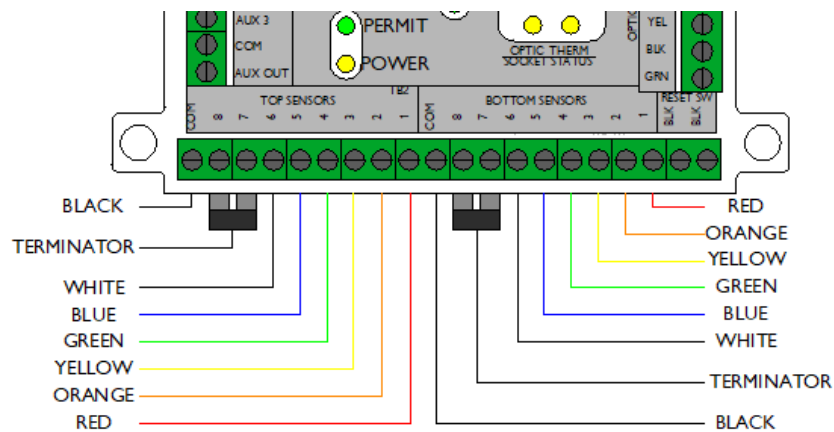 AUX 3
COM
AUX OUT
PERMIT
POWER
OPTIC THERM
SOCKET STATUS
OPTIC
YEL
BLK
GRN
TB2
TOP SENSORS
BOTTOM SENSORS
RESET SW
COM 8 7 6 5 4 3 2 1 COM 8 7 5 4 3 2 1 BLK BLK
BLACK
TERMINATOR
WHITE
BLUE
GREEN
YELLOW
ORANGE
RED
RED
ORANGE
YELLOW
GREEN
BLUE
WHITE
TERMINATOR
BLACK